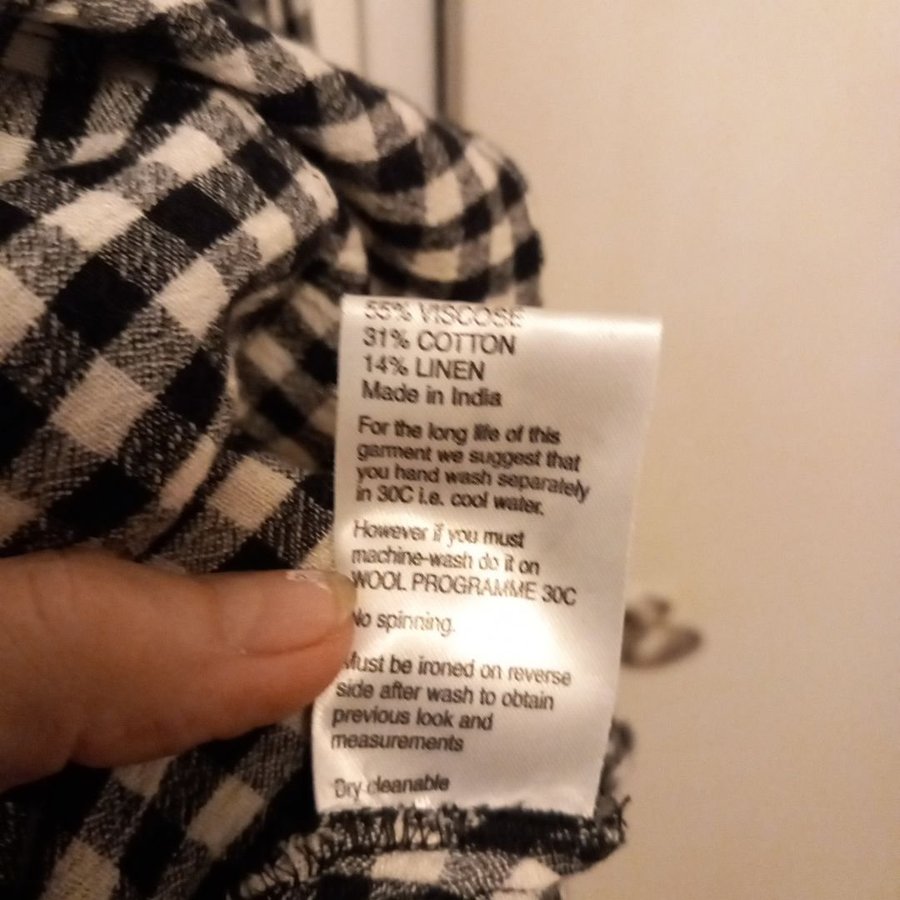 55% VISCOSE
31% COTTON
14% LINEN
Made in India
For the long life of this
garment we suggest that
you hand wash separately
in 30C i.e. cool water.
However if you must
machine-wash do it on
WOOL PROGRAMME 30C
No spinning.
Must be ironed on reverse
side after wash to obtain
previous look and
measurements
Dry cleanable